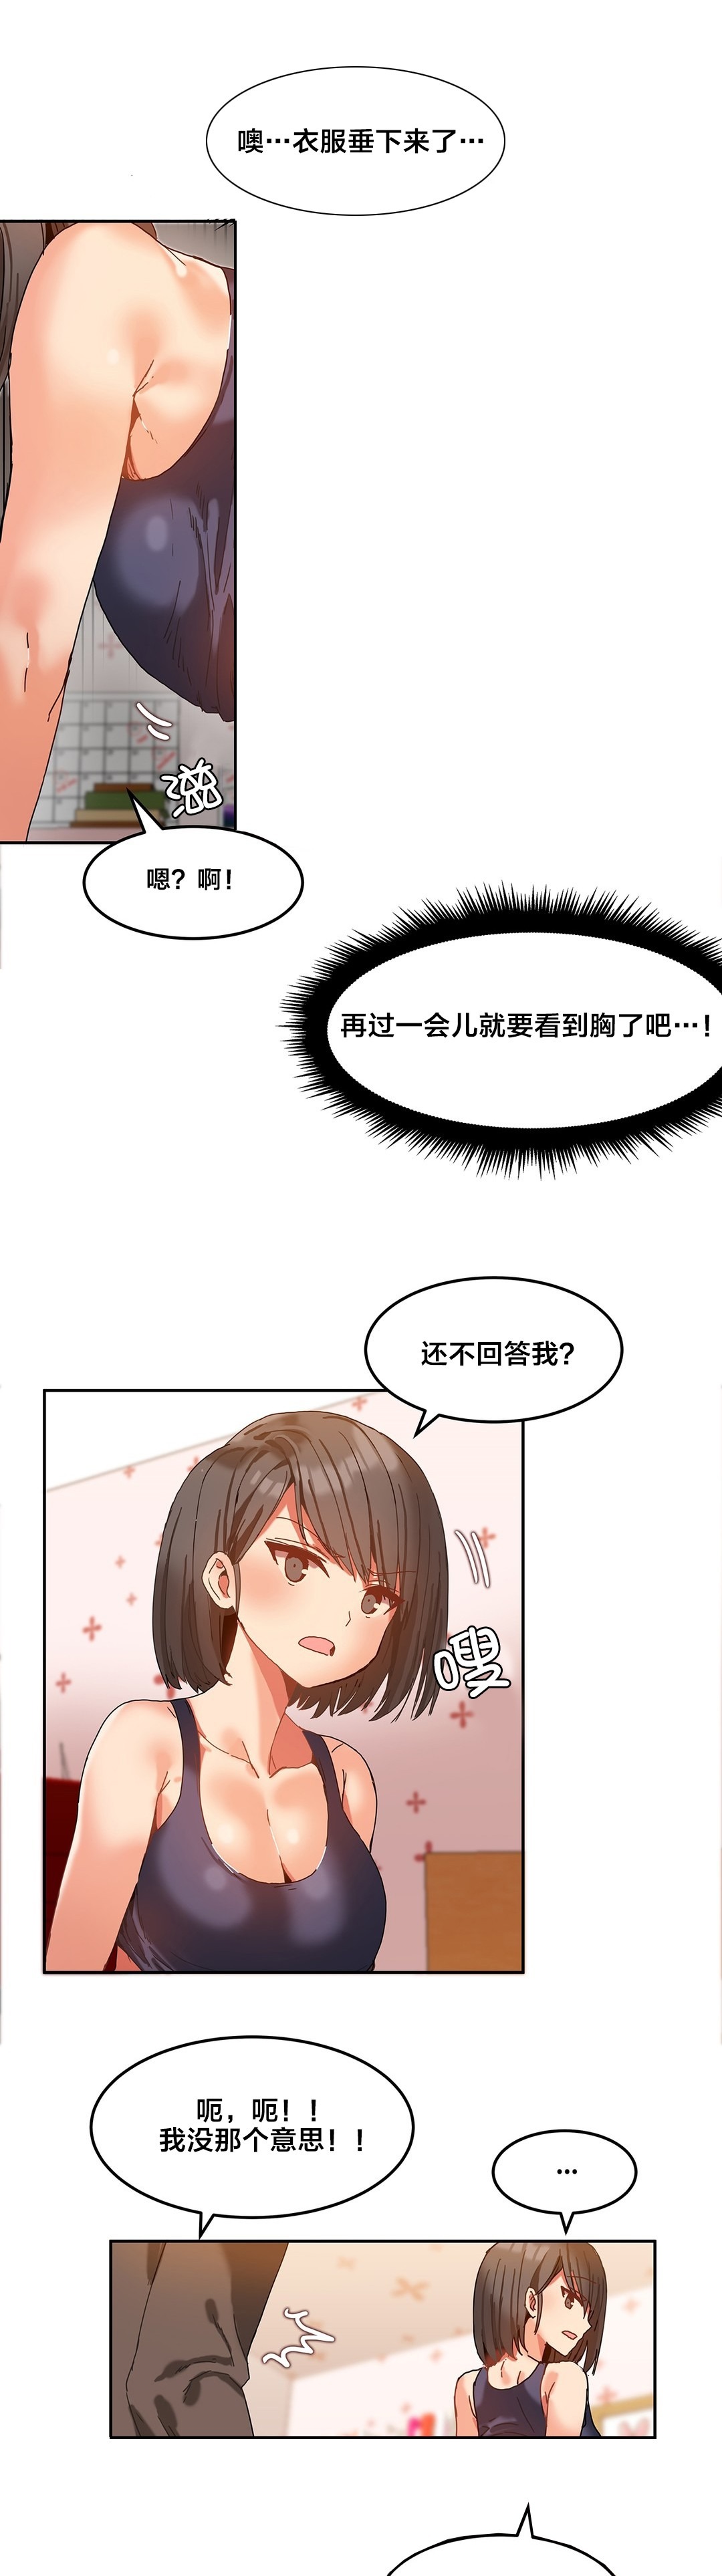 噢…衣服垂下来了…
嗯？啊！
再过一会儿就要看到胸了吧…！
还不回答我？
嗖
呃，呃！！
我没那个意思！！
…